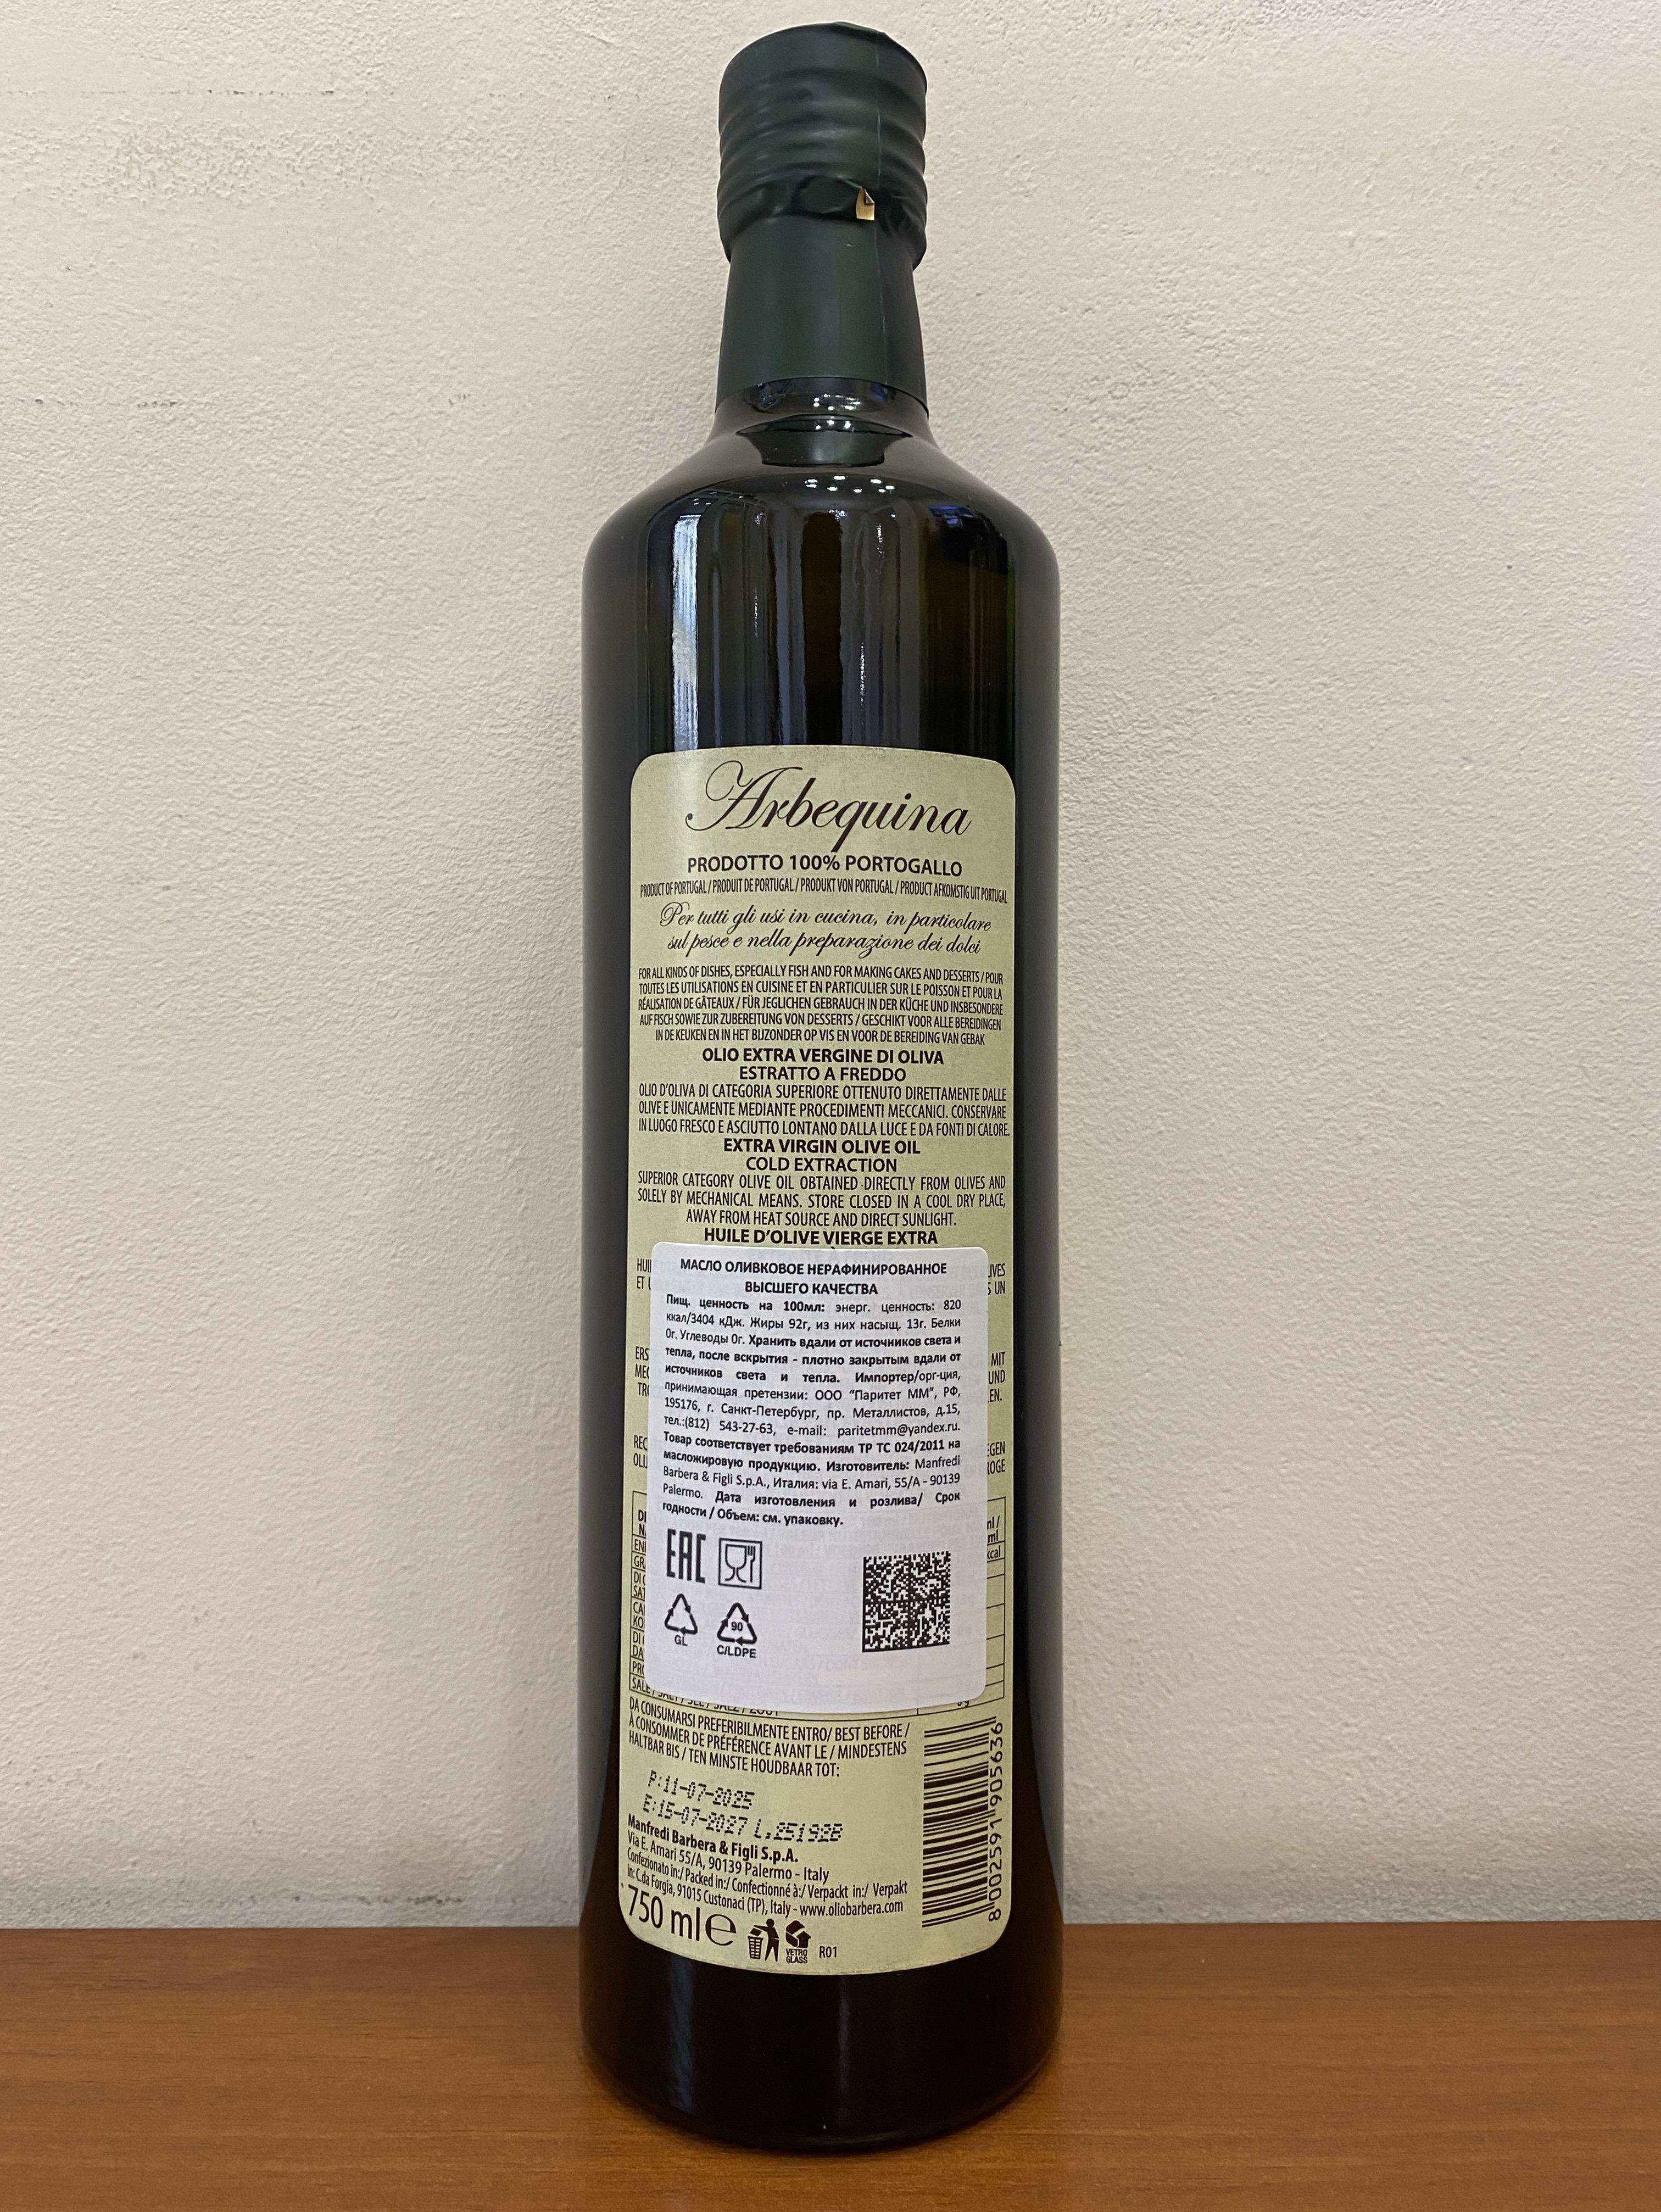 Arbequina
PRODOTTO 100% PORTOGALLO
PRODUCT OF PORTUGAL / PRODUIT DE PORTUGAL / PRODUKT VON PORTUGAL / PRODUCT AFKOMSTIG UIT PORTUGAL
Per tutti gli usi in cucina, in particolare
sul pesce e nella preparazione dei dolci
FOR ALL KINDS OF DISHES, ESPECIALLY FISH AND FOR MAKING CAKES AND DESSERTS / POUR
TOUTES LES UTILISATIONS EN CUISINE ET EN PARTICULIER SUR LE POISSON ET POUR LA
RÉALISATION DE GÂTEAUX / FÜR JEGLICHEN GEBRAUCH IN DER KÜCHE UND INSBESONDERE
AUF FISCH SOWIE ZUR ZUBEREITUNG VON DESSERTS / GESCHIKT VOOR ALLE BEREIDINGEN
IN DE KEUKEN EN IN HET BIJZONDER OP VIS EN VOOR DE BEREIDING VAN GEBAK
OLIO EXTRA VERGINE DI OLIVA
ESTRATTO A FREDDO
OLIO D'OLIVA DI CATEGORIA SUPERIORE OTTENUTO DIRETTAMENTE DALLE
OLIVE E UNICAMENTE MEDIANTE PROCEDIMENTI MECCANICI. CONSERVARE
IN LUOGO FRESCO E ASCIUTTO LONTANO DALLA LUCE E DA FONTI DI CALORE.
EXTRA VIRGIN OLIVE OIL
COLD EXTRACTION
SUPERIOR CATEGORY OLIVE OIL OBTAINED DIRECTLY FROM OLIVES AND
SOLELY BY MECHANICAL MEANS. STORE CLOSED IN A COOL DRY PLACE,
AWAY FROM HEAT SOURCE AND DIRECT SUNLIGHT.
HUILE D'OLIVE VIERGE EXTRA
МАСЛО ОЛИВКОВОЕ НЕРАФИНИРОВАННОЕ
ВЫСШЕГО КАЧЕСТВА
Пищ. ценность на 100мл: энерг. ценность: 820
ккал/3404 кДж. Жиры 92г, из них насыщ. 13г. Белки
0г. Углеводы 0г. Хранить вдали от источников света и
тепла, после вскрытия - плотно закрытым вдали от
источников света и тепла. Импортер/орг-ция,
принимающая претензии: ООО "Паритет ММ", РФ,
195176, г. Санкт-Петербург, пр. Металлистов, д.15,
тел.:(812) 543-27-63, e-mail: paritetmm@yandex.ru.
Товар соответствует требованиям ТР ТС 024/2011 на
масложировую продукцию. Изготовитель: Manfredi
Barbera & Figli S.p.A., Италия: via E. Amari, 55/A - 90139
Palermo. Дата изготовления и розлива/ Срок
годности / Объем: см. упаковку.
EAC
GL
90
C/LDPE
DA CONSUMARSI PREFERIBILMENTE ENTRO/ BEST BEFORE /
À CONSOMMER DE PRÉFÉRENCE AVANT LE / MINDESTENS
HALTBAR BIS / TEN MINSTE HOUDBAAR TOT:
P:11-07-2025
E:15-07-2027 L.25192B
Manfredi Barbera & Figli S.p.A.
Via E. Amari 55/A, 90139 Palermo - Italy
Confezionato in:/ Packed in:/ Confectionné à:/ Verpackt in:/ Verpakt
in: C.da Forgia, 91015 Custonaci (TP), Italy - www.oliobarbera.com
750 ml e
VETRO
GLASS
R01
8 002591 905636